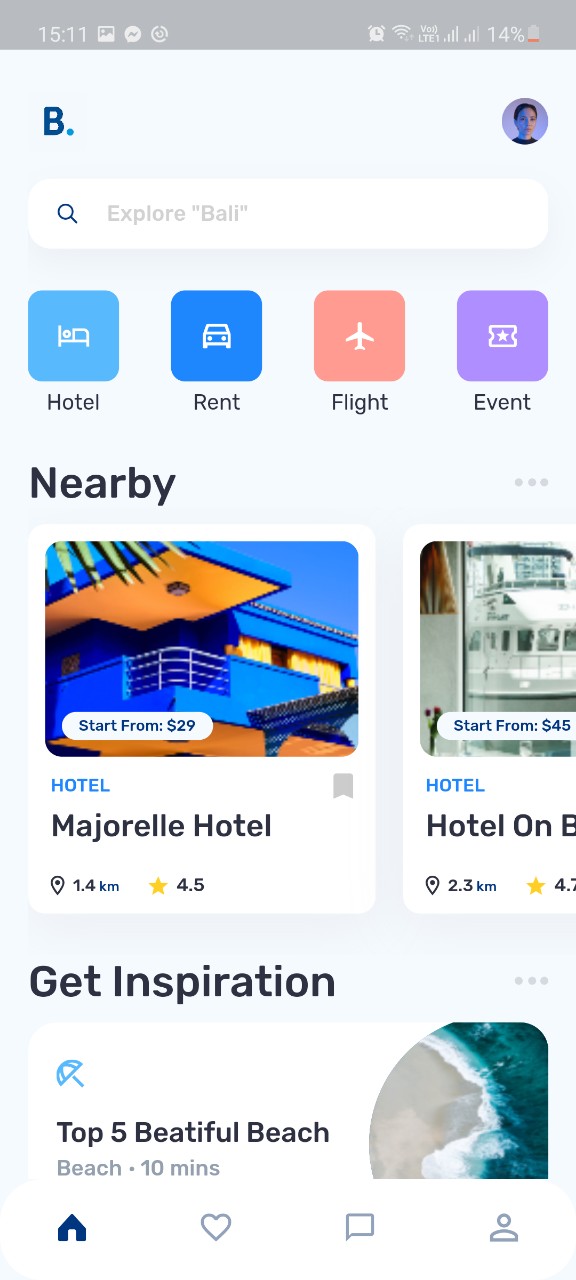 15:11 Vo)) LTE1 14%
B.
Explore "Bali"
Hotel Rent Flight Event
Nearby
Start From: $29 Start From: $45
HOTEL HOTEL
Majorelle Hotel Hotel On B
1.4 km 4.5 2.3 km 4.7
Get Inspiration
Top 5 Beatiful Beach
Beach • 10 mins